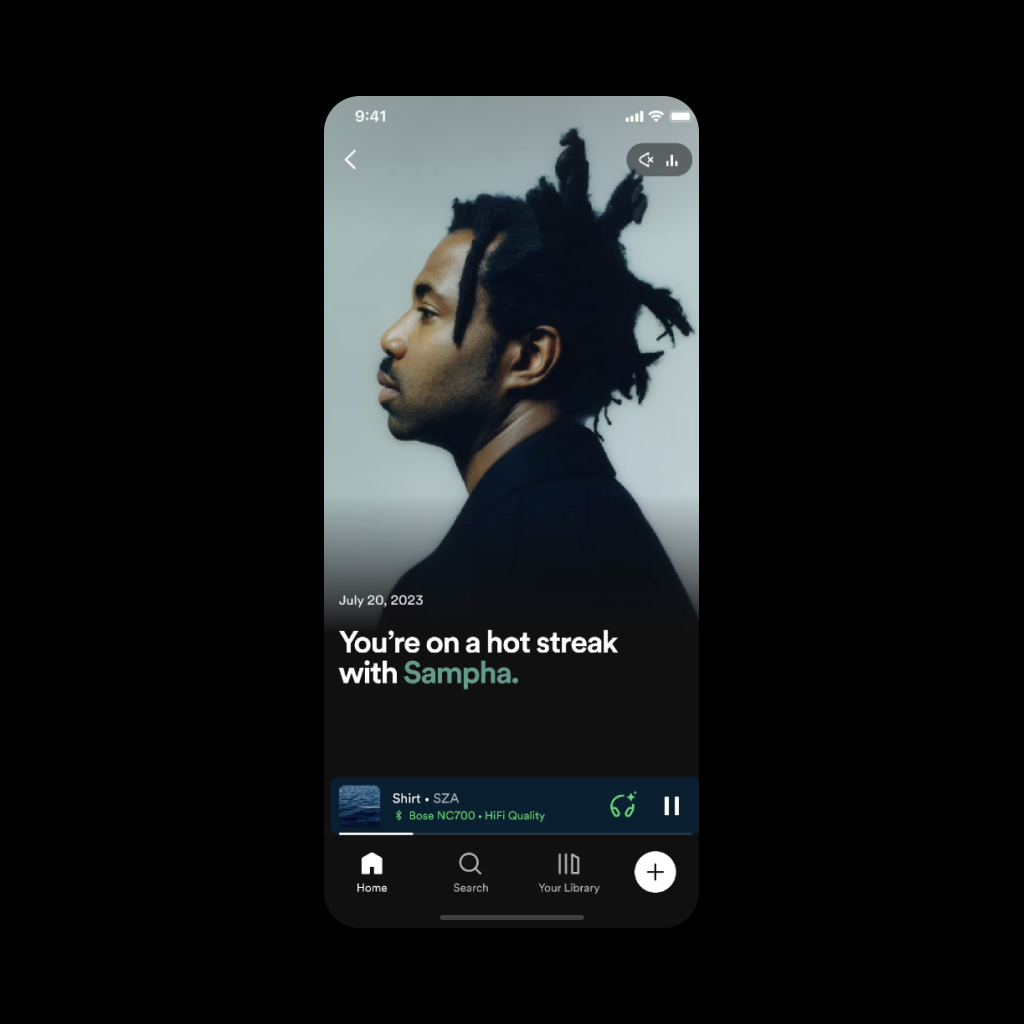 9:41
July 20, 2023
You’re on a hot streak
with Sampha.
Shirt • SZA
Bose NC700 • HiFi Quality
Home
Search
Your Library